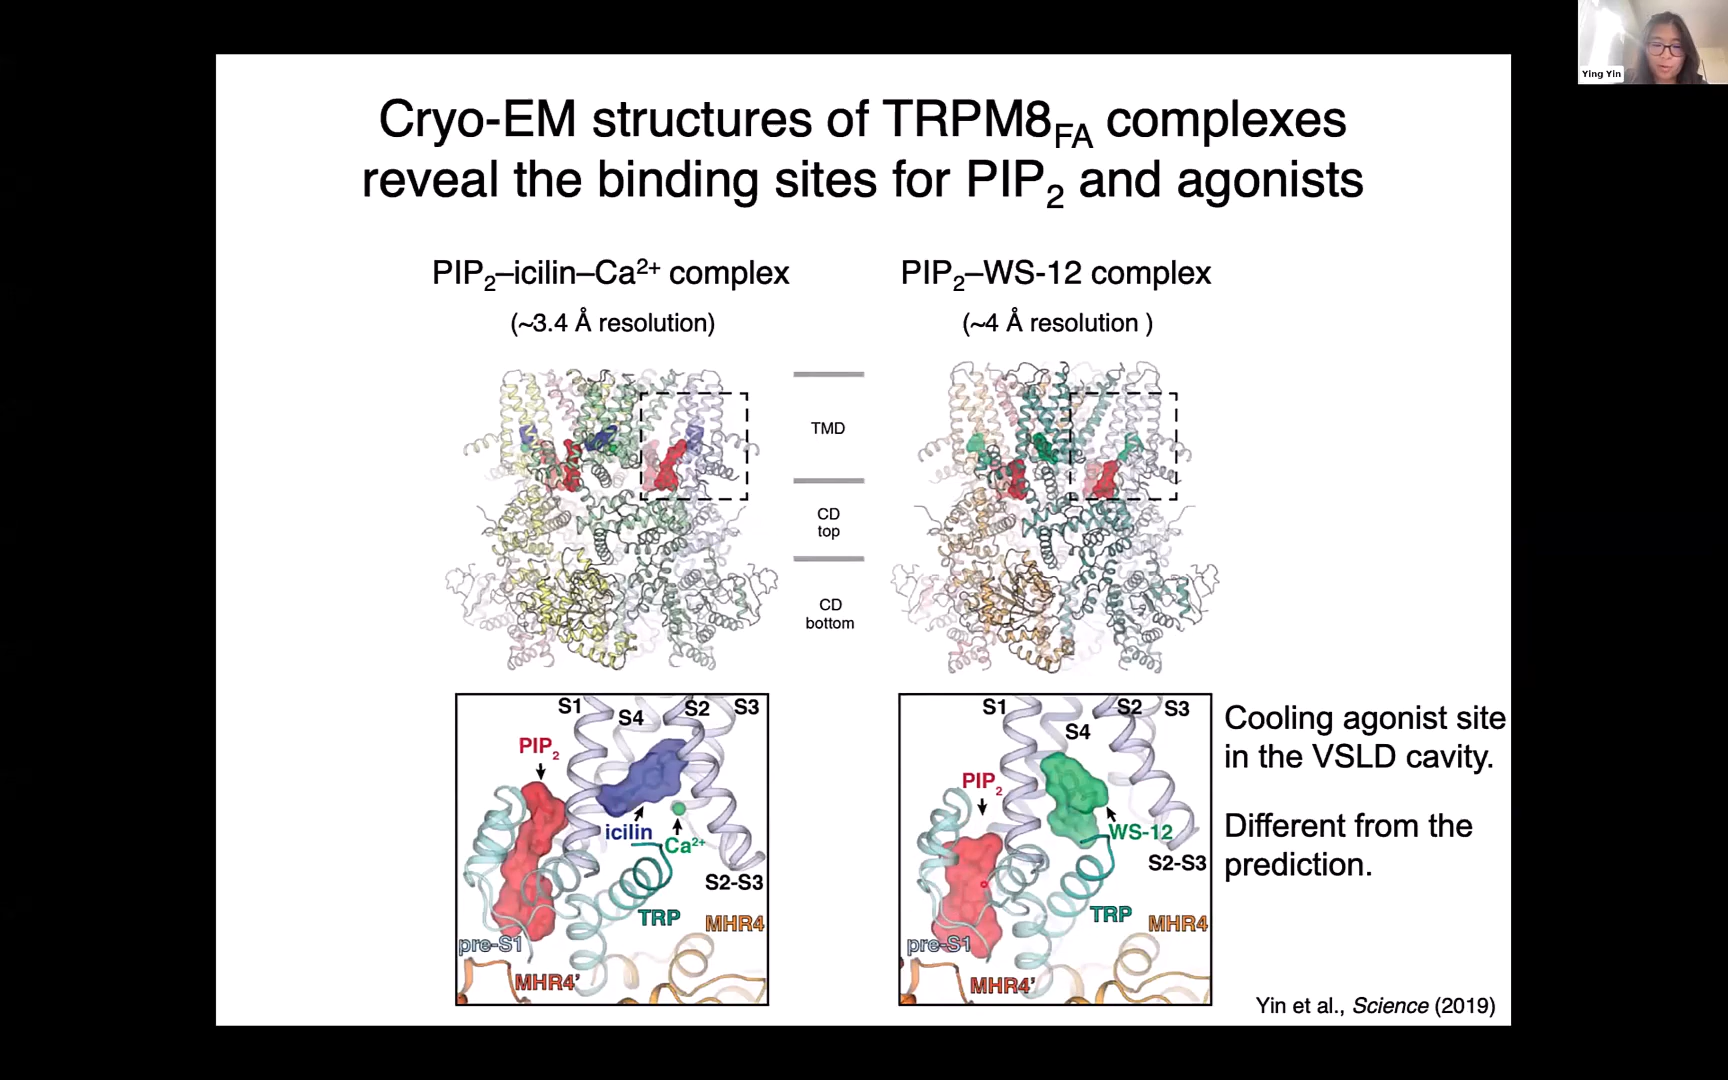 Ying Yin
Cryo-EM structures of TRPM8FA complexes
reveal the binding sites for PIP2 and agonists
PIP2–icilin–Ca2+ complex
(~3.4 Å resolution)
PIP2–WS-12 complex
(~4 Å resolution )
TMD
CD
top
CD
bottom
S1
S4
S2
S3
PIP2
icilin
Ca2+
S2-S3
TRP
MHR4
pre-S1
MHR4'
S1
S2
S3
S4
PIP2
WS-12
S2-S3
TRP
MHR4
pre-S1
MHR4'
Cooling agonist site
in the VSLD cavity.
Different from the
prediction.
Yin et al., Science (2019)